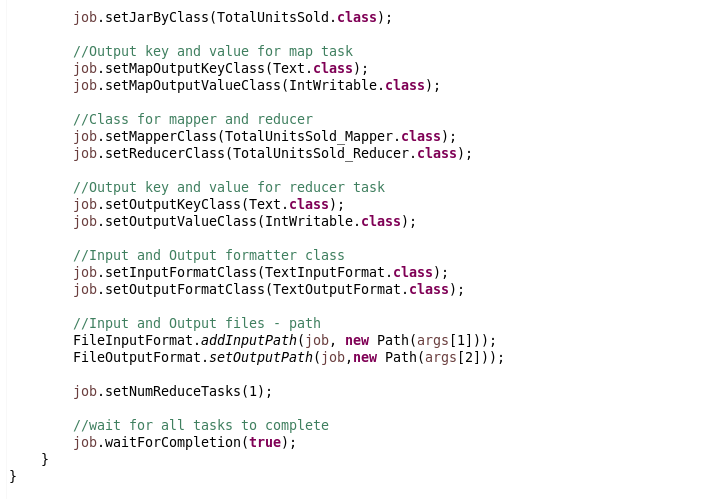 job.setJarByClass(TotalUnitsSold.class);
//Output key and value for map task
job.setMapOutputKeyClass(Text.class);
job.setMapOutputValueClass(IntWritable.class);
//Class for mapper and reducer
job.setMapperClass(TotalUnitsSold_Mapper.class);
job.setReducerClass(TotalUnitsSold_Reducer.class);
//Output key and value for reducer task
job.setOutputKeyClass(Text.class);
job.setOutputValueClass(IntWritable.class);
//Input and Output formatter class
job.setInputFormatClass(TextInputFormat.class);
job.setOutputFormatClass(TextOutputFormat.class);
//Input and Output files - path
FileInputFormat.addInputPath(job, new Path(args[1]));
FileOutputFormat.setOutputPath(job,new Path(args[2]));
job.setNumReduceTasks(1);
//wait for all tasks to complete
job.waitForCompletion(true);
}
}